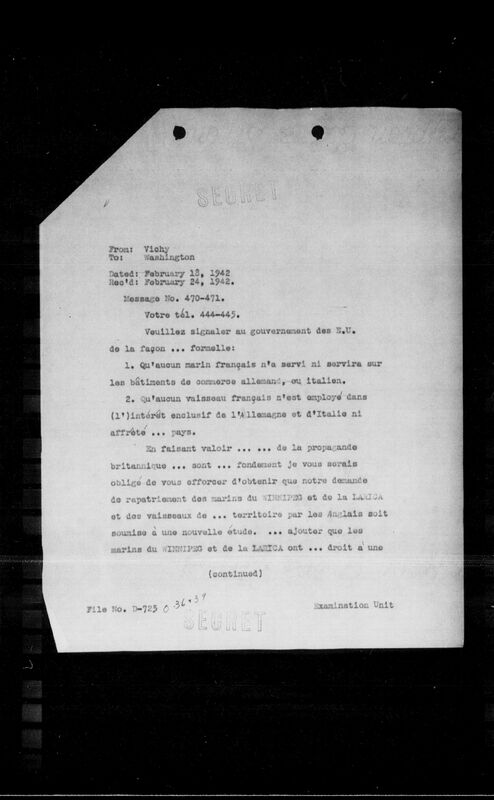 SECRET
From: Vichy
To: Washington
Dated: February 18, 1942
Rec'd: February 24, 1942.
Message No. 470-471.
Votre tél. 444-445.
Veuillez signaler au gouvernement des E.U.
de la façon ... formelle:
1. Qu'aucun marin français n'a servi ni servira sur
les bâtiments de commerce allemand, ou italien.
2. Qu'aucun vaisseau français n'est employé dans
(l')intérêt enclusif de l'Allemagne et d'Italie ni
affrété ... pays.
En faisant valoir ... ... de la propagande
britannique ... sont ... fondement je vous serais
obligé de vous efforcer d'obtenir que notre demande
de rapatriement des marins du WINNIPEG et de la LARICA
et des vaisseaux de ... territoire par les Anglais soit
soumise à une nouvelle étude. ... ajouter que les
marins du WINNIPEG et de la LARICA ont ... droit à une
(continued)
File No. D-725 0-36+37
Examination Unit
SECRET